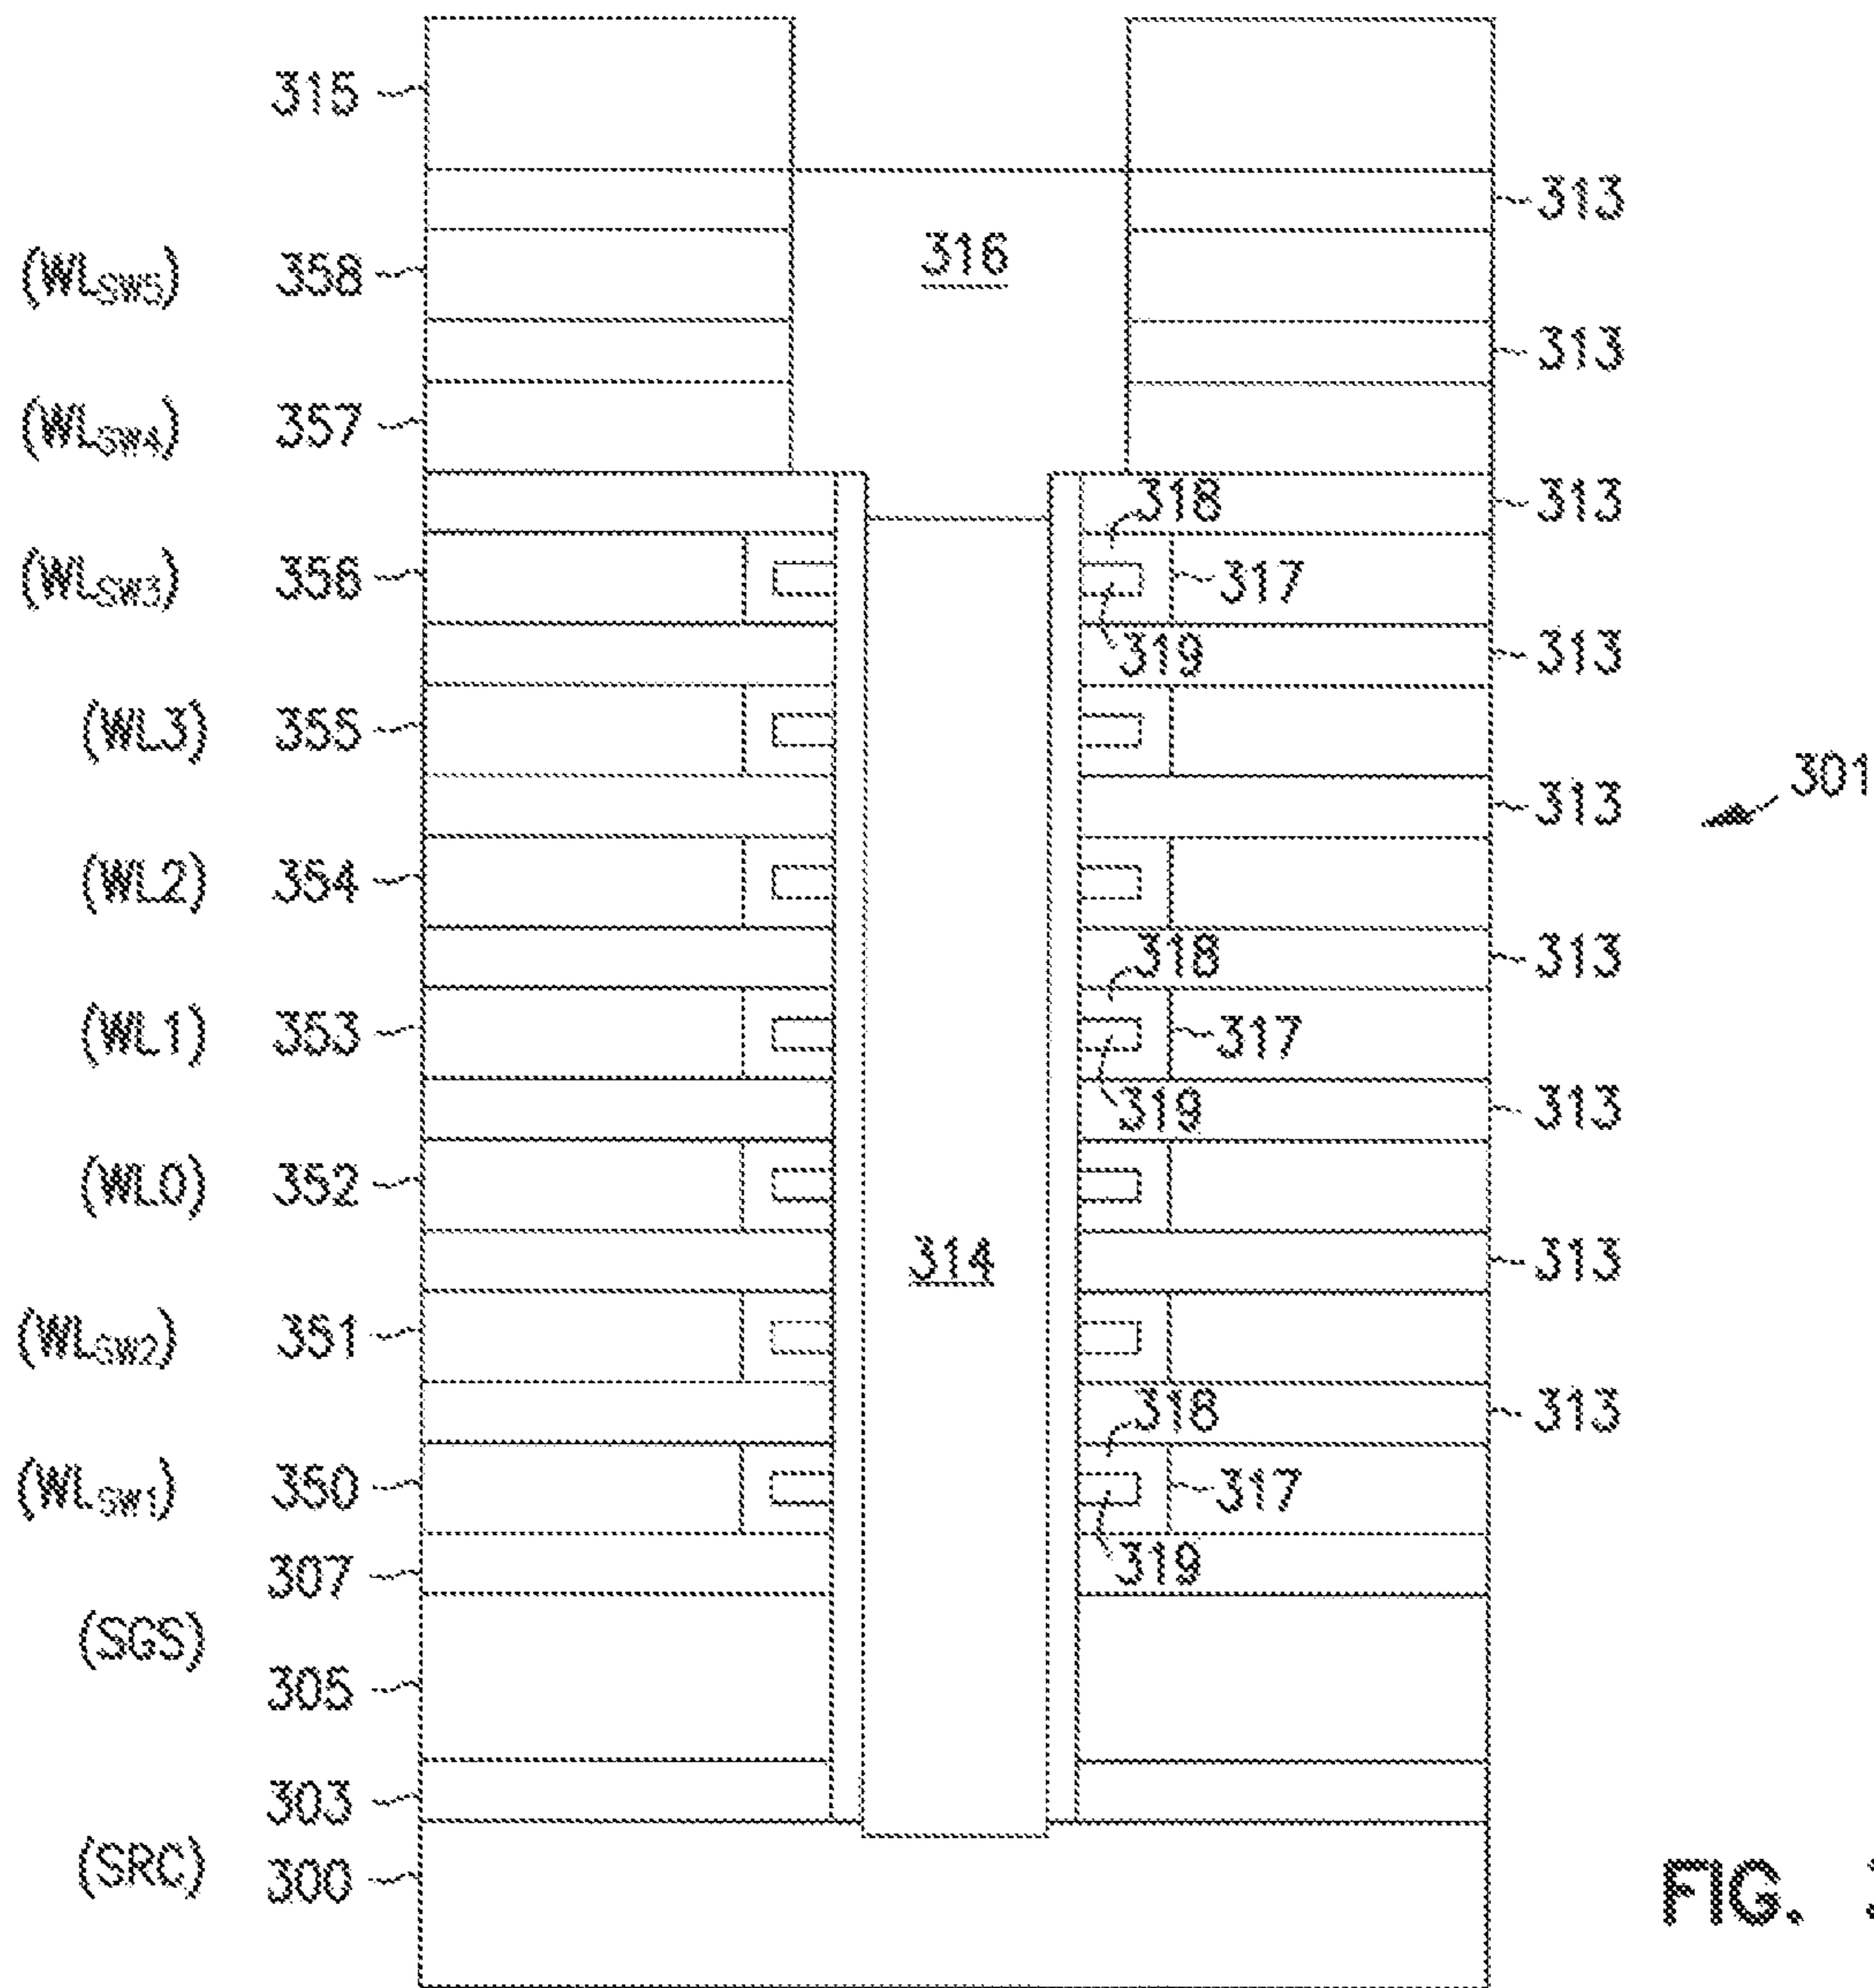 315
313
316
(WLSW5) 358
313
(WLSW4) 357
318 313
(WLSW3) 356 317
319 313
(WL3) 355
301
313
(WL2) 354
318 313
(WL1) 353 317
319 313
(WL0) 352
314 313
(WLSW2) 351
318 313
(WLSW1) 350 317
307 319
(SGS)
305
303
(SRC) 300
FIG.